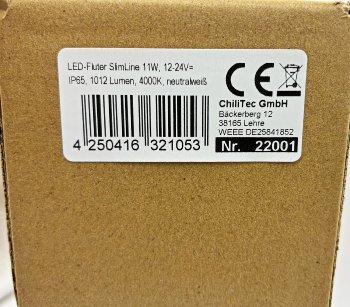 LED-Fluter SlimLine 11W, 12-24V=
IP65, 1012 Lumen, 4000K, neutralweiß
CE
ChiliTec GmbH
Bäckerberg 12
38165 Lehre
WEEE DE25841852
4 250416 321053
Nr. 22001